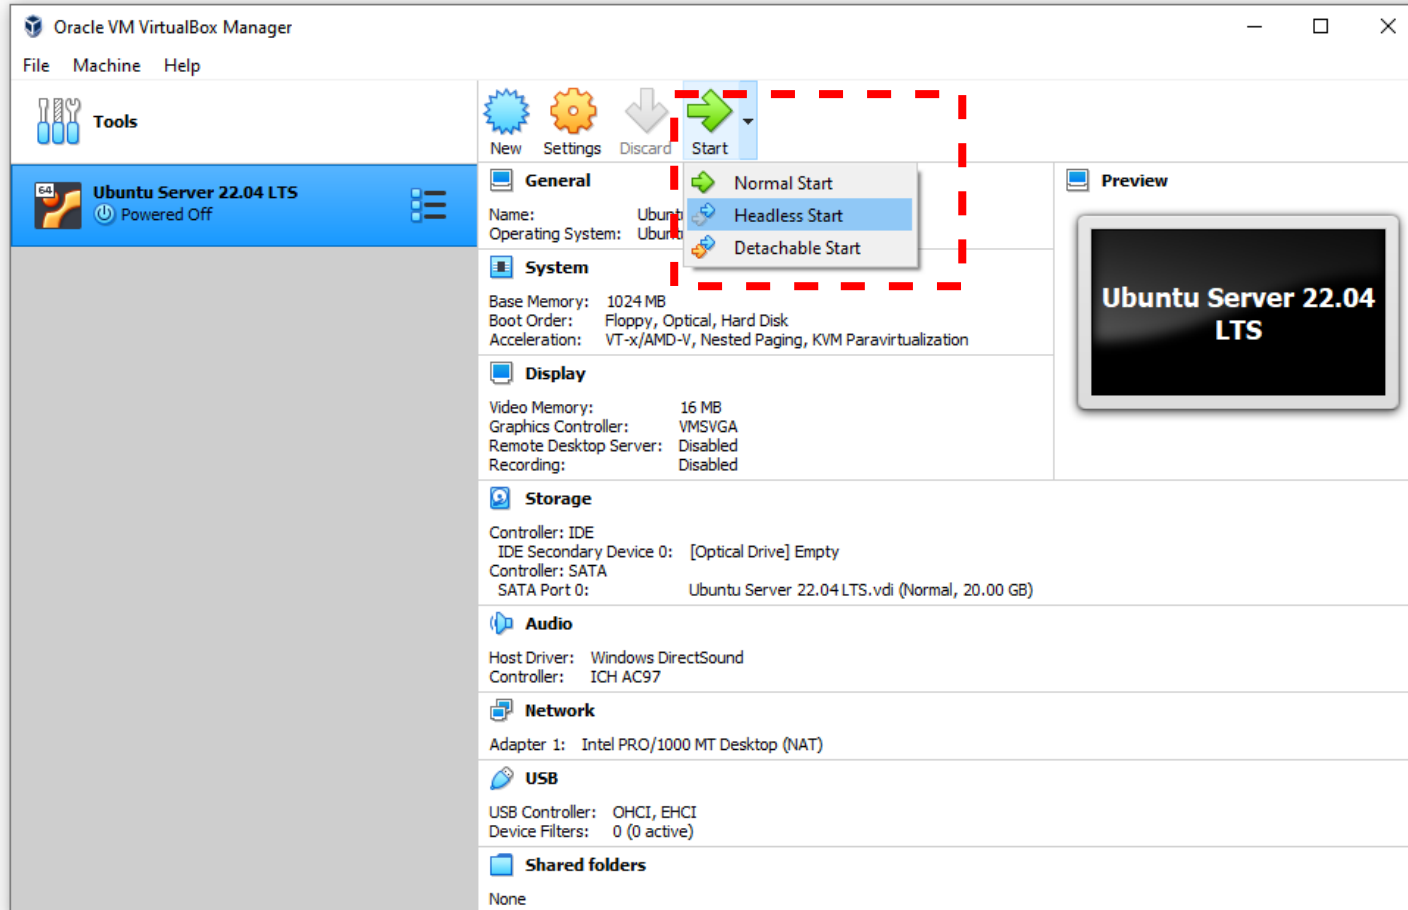 Oracle VM VirtualBox Manager
File Machine Help
Tools
New Settings Discard Start
64
Ubuntu Server 22.04 LTS
Powered Off
Normal Start
Headless Start
Detachable Start
General
Name: Ubunt
Operating System: Ubunt
Preview
Ubuntu Server 22.04
LTS
System
Base Memory: 1024 MB
Boot Order: Floppy, Optical, Hard Disk
Acceleration: VT-x/AMD-V, Nested Paging, KVM Paravirtualization
Display
Video Memory: 16 MB
Graphics Controller: VMSVGA
Remote Desktop Server: Disabled
Recording: Disabled
Storage
Controller: IDE
IDE Secondary Device 0: [Optical Drive] Empty
Controller: SATA
SATA Port 0: Ubuntu Server 22.04 LTS.vdi (Normal, 20.00 GB)
Audio
Host Driver: Windows DirectSound
Controller: ICH AC97
Network
Adapter 1: Intel PRO/1000 MT Desktop (NAT)
USB
USB Controller: OHCI, EHCI
Device Filters: 0 (0 active)
Shared folders
None